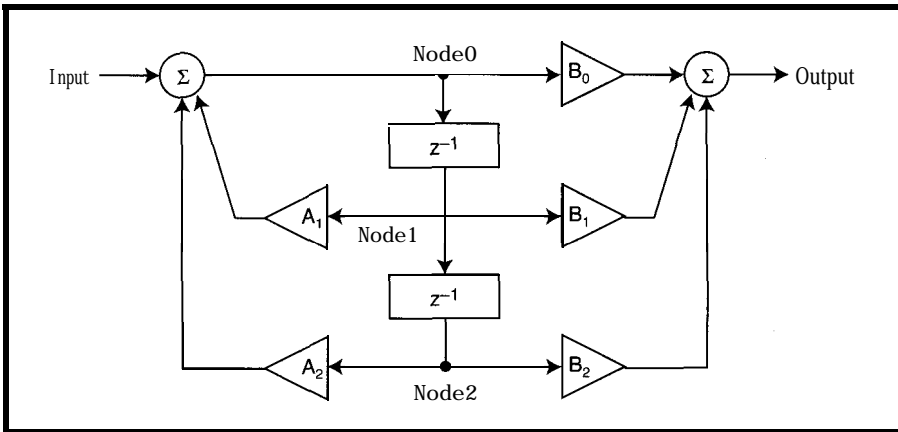 Node0
Input Σ B₀ Σ Output
z⁻¹
A₁ B₁
Node1
z⁻¹
A₂ B₂
Node2